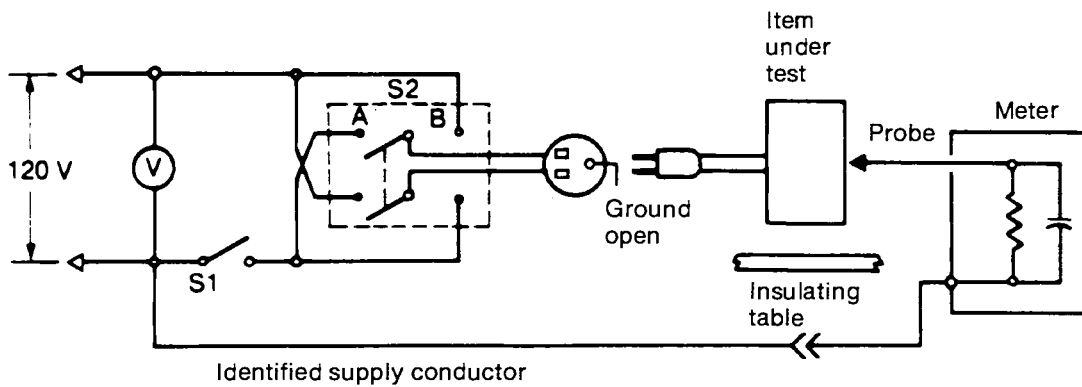 Item
under
test
S2
A
B
Meter
Probe
120 V
V
Ground
open
S1
Insulating
table
Identified supply conductor